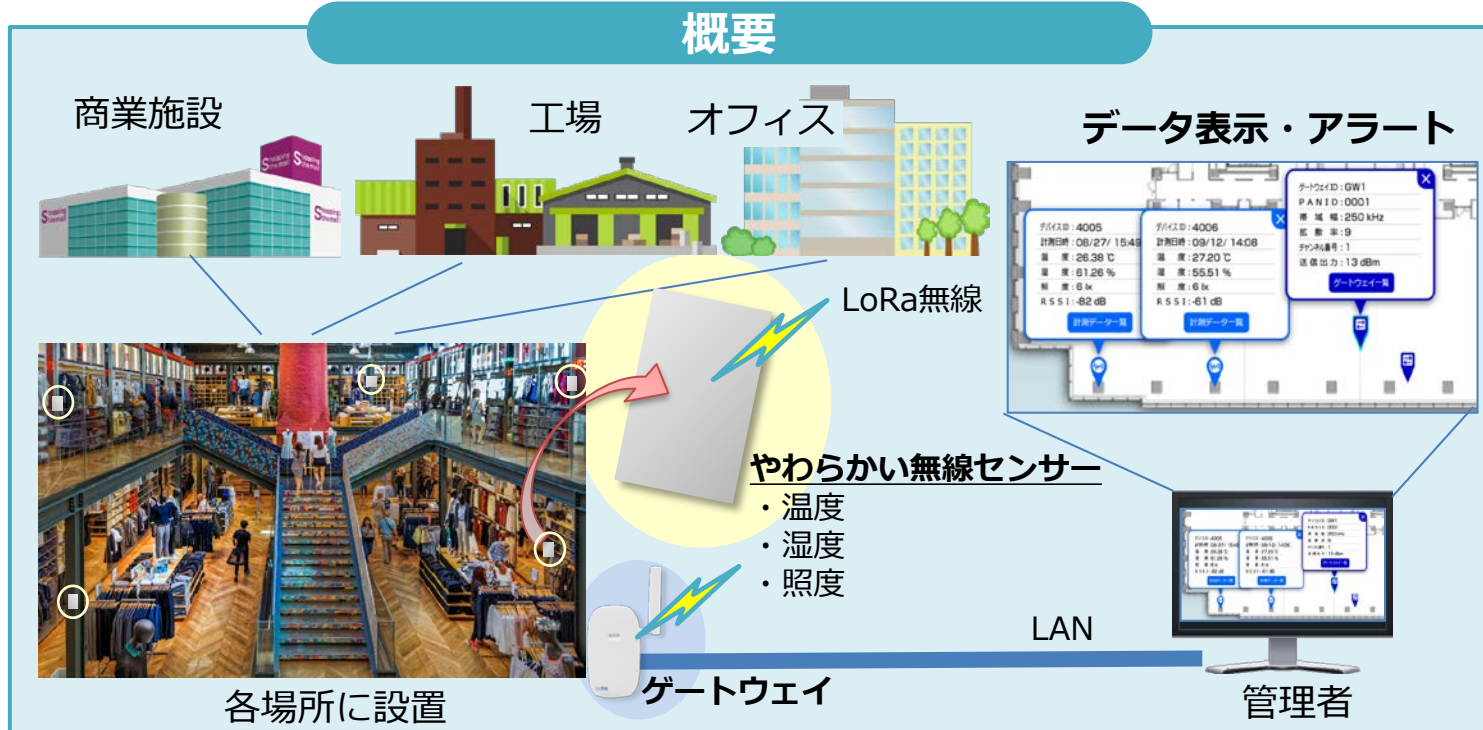 概要
商業施設
工場
オフィス
データ表示・アラート
Shopping
the mall
Shopping
the mall
ゲートウェイID:GW1
PANID:0001
帯域幅:250 kHz
拡散率:9
チャンネル番号:1
送信出力:13 dBm
ゲートウェイ一覧
デバイスID:4005
計測日時:08/27/ 15:49
温度:26.38 ℃
湿度:61.26 %
照度:6 lx
RSSI:-82 dB
計測データ一覧
デバイスID:4006
計測日時:09/12/ 14:08
温度:27.20 ℃
湿度:55.51 %
照度:6 lx
RSSI:-61 dB
計測データ一覧
LoRa無線
やわらかい無線センサー
・温度
・湿度
・照度
LAN
ゲートウェイ
各場所に設置
管理者